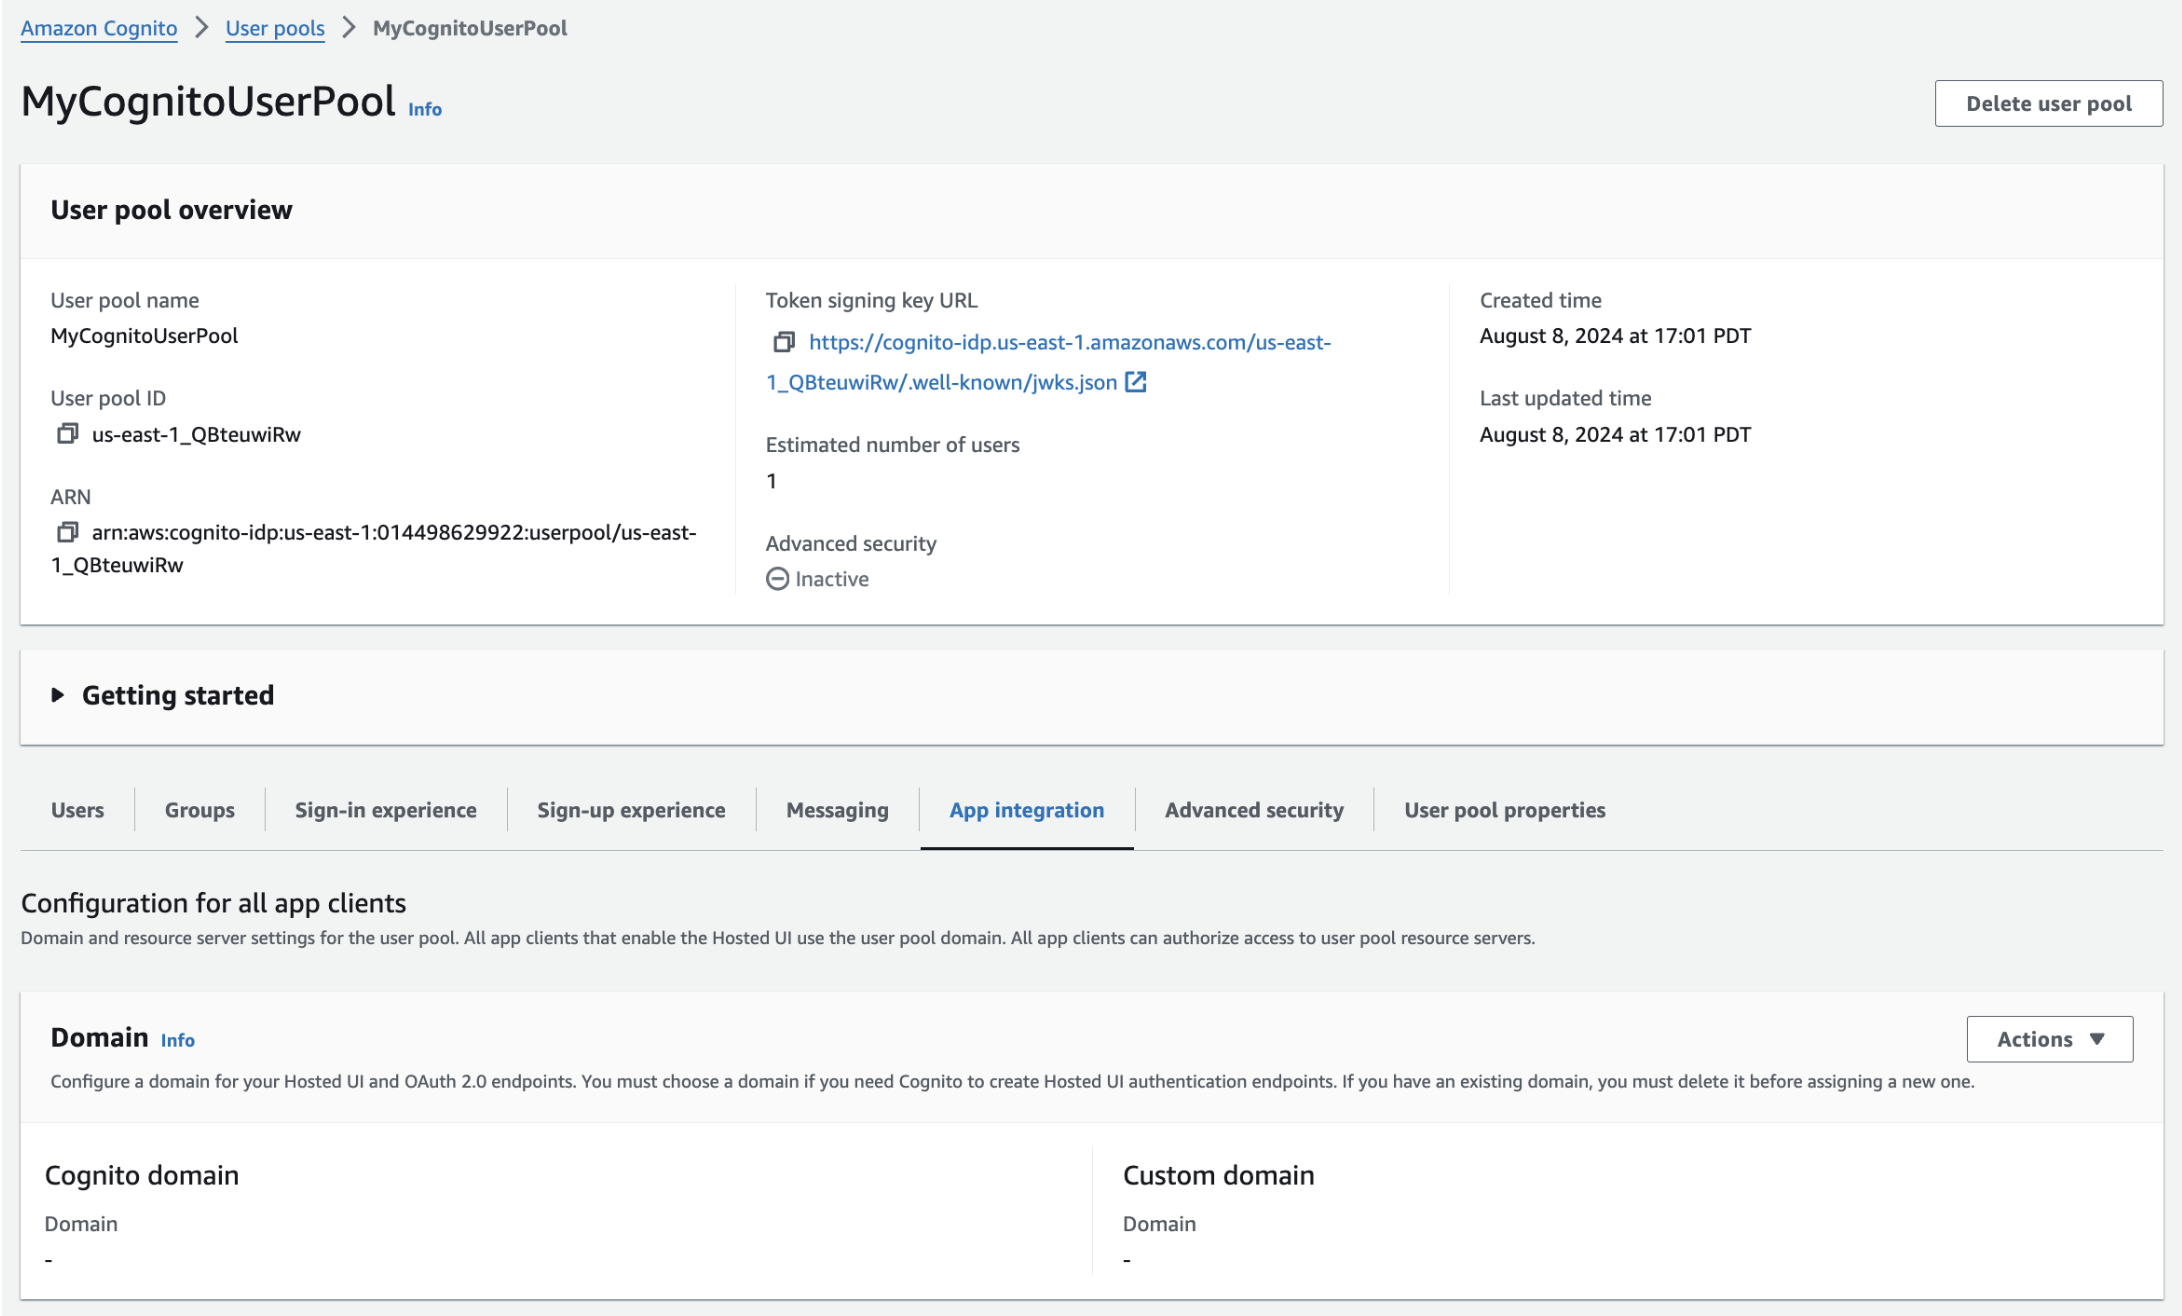 Amazon Cognito > User pools > MyCognitoUserPool
MyCognitoUserPool Info
Delete user pool
User pool overview
User pool name
MyCognitoUserPool
User pool ID
us-east-1_QBteuwiRw
ARN
arn:aws:cognito-idp:us-east-1:014498629922:userpool/us-east-
1_QBteuwiRw
Token signing key URL
https://cognito-idp.us-east-1.amazonaws.com/us-east-
1_QBteuwiRw/.well-known/jwks.json
Estimated number of users
1
Advanced security
Inactive
Created time
August 8, 2024 at 17:01 PDT
Last updated time
August 8, 2024 at 17:01 PDT
Getting started
Users Groups Sign-in experience Sign-up experience Messaging App integration Advanced security User pool properties
Configuration for all app clients
Domain and resource server settings for the user pool. All app clients that enable the Hosted UI use the user pool domain. All app clients can authorize access to user pool resource servers.
Domain Info
Actions
Configure a domain for your Hosted UI and OAuth 2.0 endpoints. You must choose a domain if you need Cognito to create Hosted UI authentication endpoints. If you have an existing domain, you must delete it before assigning a new one.
Cognito domain
Domain
-
Custom domain
Domain
-